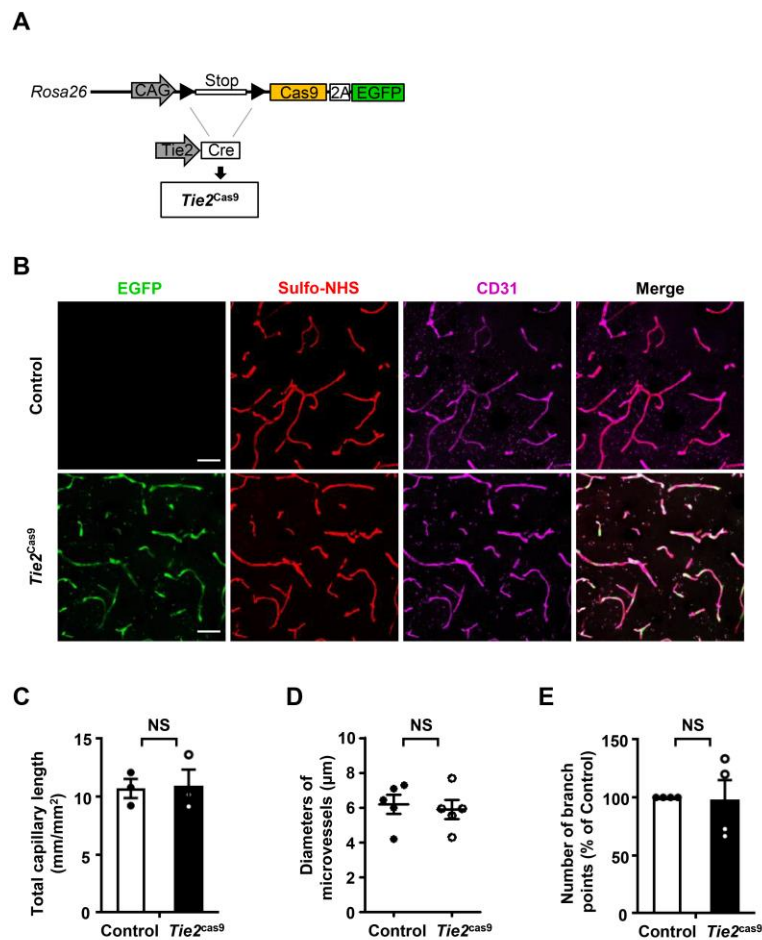 A
Rosa26 CAG Stop Cas9 2A EGFP
Tie2 Cre
Tie2Cas9
B
EGFP Sulfo-NHS CD31 Merge
Control
Tie2Cas9
C
NS
Total capillary length
(mm/mm²)
15
10
5
0
Control Tie2cas9
D
NS
Diameters of
microvessels (µm)
10
8
6
4
2
0
Control Tie2cas9
E
NS
Number of branch
points (% of Control)
150
100
50
0
Control Tie2cas9